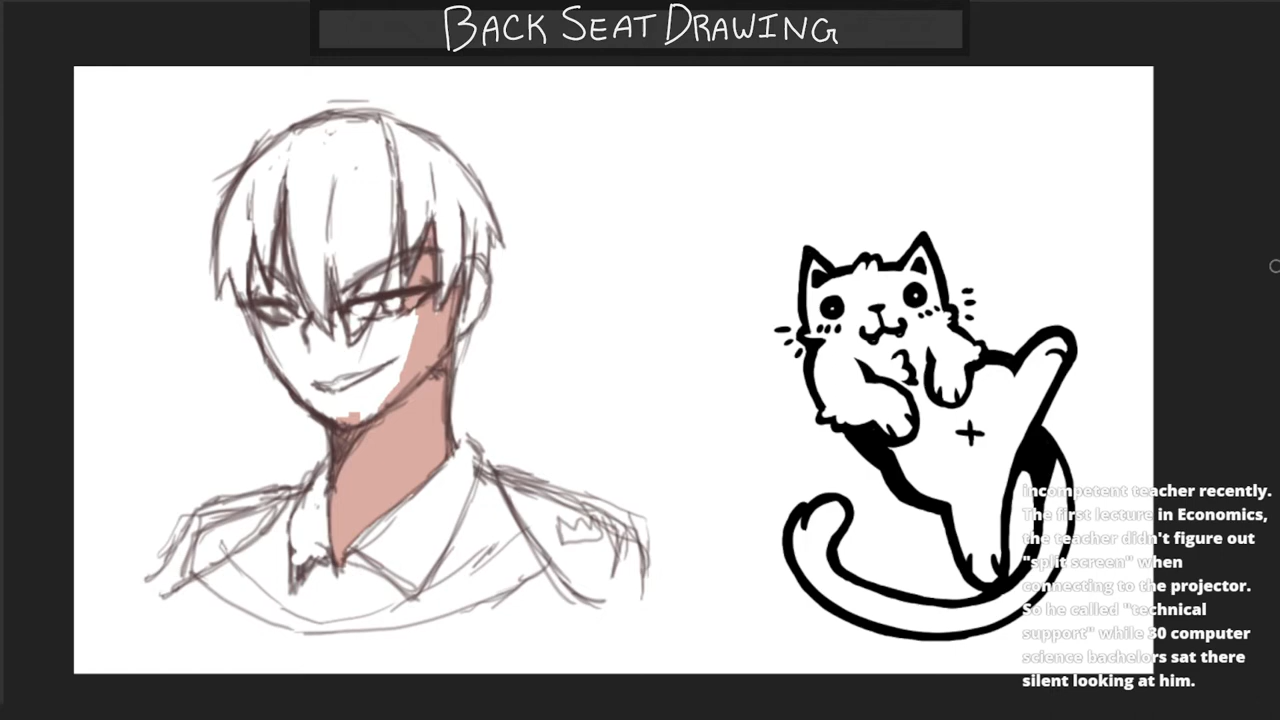 BACK SEAT DRAWING
incompetent teacher recently.
The first lecture in Economics,
the teacher didn't figure out
"split screen" when
connecting to the projector.
So he called "technical
support" while 30 computer
science bachelors sat there
silent looking at him.